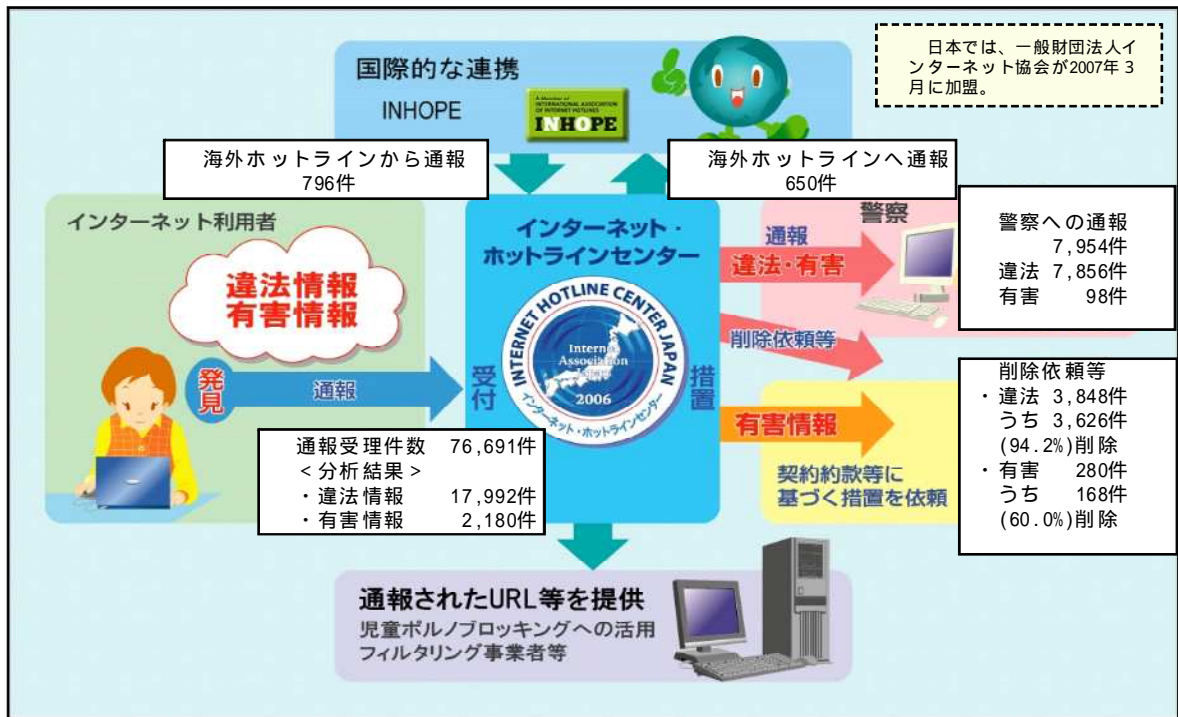 国際的な連携
INHOPE
A Member of
INTERNATIONAL ASSOCIATION
OF INTERNET HOTLINES
INHOPE
日本では、一般財団法人イ
ンターネット協会が2007年3
月に加盟。
海外ホットラインから通報
796件
海外ホットラインへ通報
650件
インターネット利用者
違法情報
有害情報
発見
通報
インターネット・
ホットラインセンター
受付
INTERNET HOTLINE CENTER JAPAN
Internet
Association
2006
インターネット・ホットラインセンター
措置
通報
違法・有害
警察
警察への通報
7,954件
違法 7,856件
有害 98件
削除依頼等
有害情報
契約約款等に
基づく措置を依頼
削除依頼等
・違法 3,848件
うち 3,626件
(94.2%)削除
・有害 280件
うち 168件
(60.0%)削除
通報受理件数 76,691件
<分析結果>
・違法情報 17,992件
・有害情報 2,180件
通報されたURL等を提供
児童ポルノブロッキングへの活用
フィルタリング事業者等